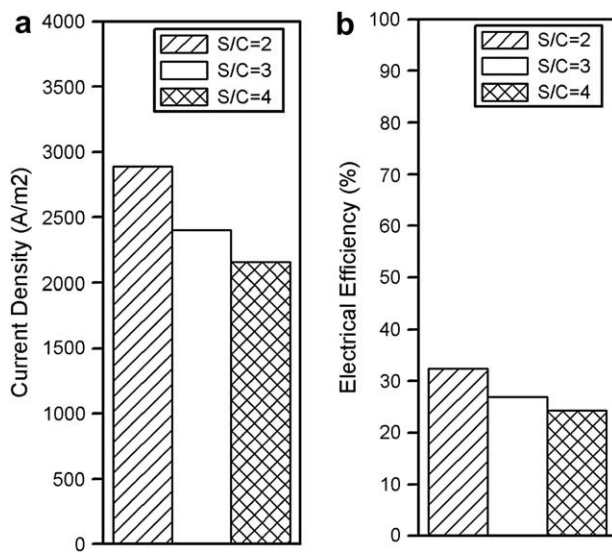 a
4000
3500
3000
2500
2000
1500
1000
500
0
Current Density (A/m2)
S/C=2
S/C=3
S/C=4
b
100
90
80
70
60
50
40
30
20
10
0
Electrical Efficiency (%)
S/C=2
S/C=3
S/C=4